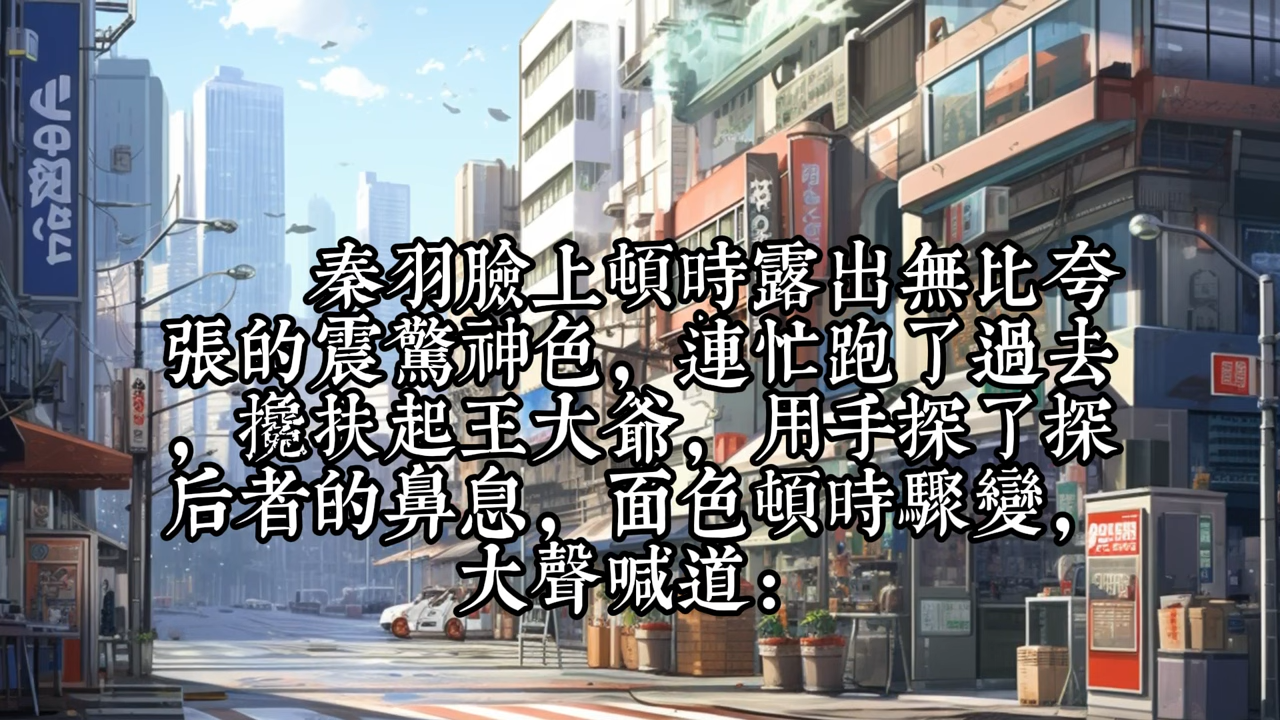 秦羽臉上頓時露出無比夸
張的震驚神色，連忙跑了過去
，攙扶起王大爺，用手探了探
后者的鼻息，面色頓時驟變，
大聲喊道：